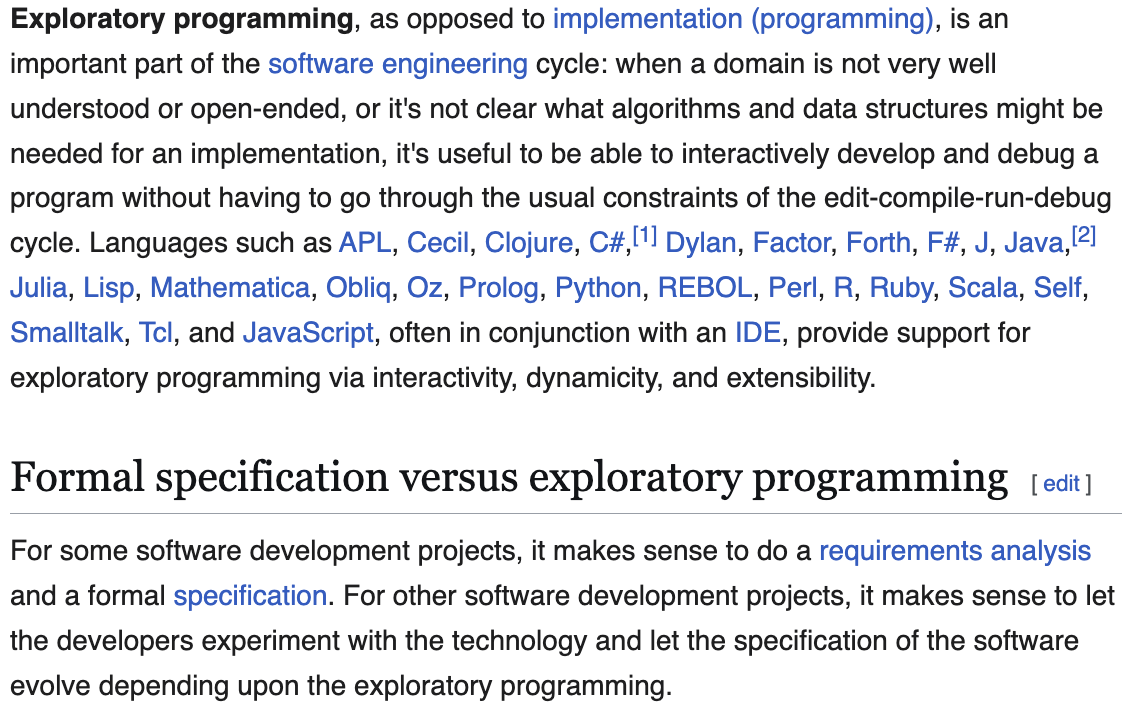 Exploratory programming, as opposed to implementation (programming), is an
important part of the software engineering cycle: when a domain is not very well
understood or open-ended, or it's not clear what algorithms and data structures might be
needed for an implementation, it's useful to be able to interactively develop and debug a
program without having to go through the usual constraints of the edit-compile-run-debug
cycle. Languages such as APL, Cecil, Clojure, C#,[1] Dylan, Factor, Forth, F#, J, Java,[2]
Julia, Lisp, Mathematica, Obliq, Oz, Prolog, Python, REBOL, Perl, R, Ruby, Scala, Self,
Smalltalk, Tcl, and JavaScript, often in conjunction with an IDE, provide support for
exploratory programming via interactivity, dynamicity, and extensibility.
Formal specification versus exploratory programming [ edit ]
For some software development projects, it makes sense to do a requirements analysis
and a formal specification. For other software development projects, it makes sense to let
the developers experiment with the technology and let the specification of the software
evolve depending upon the exploratory programming.